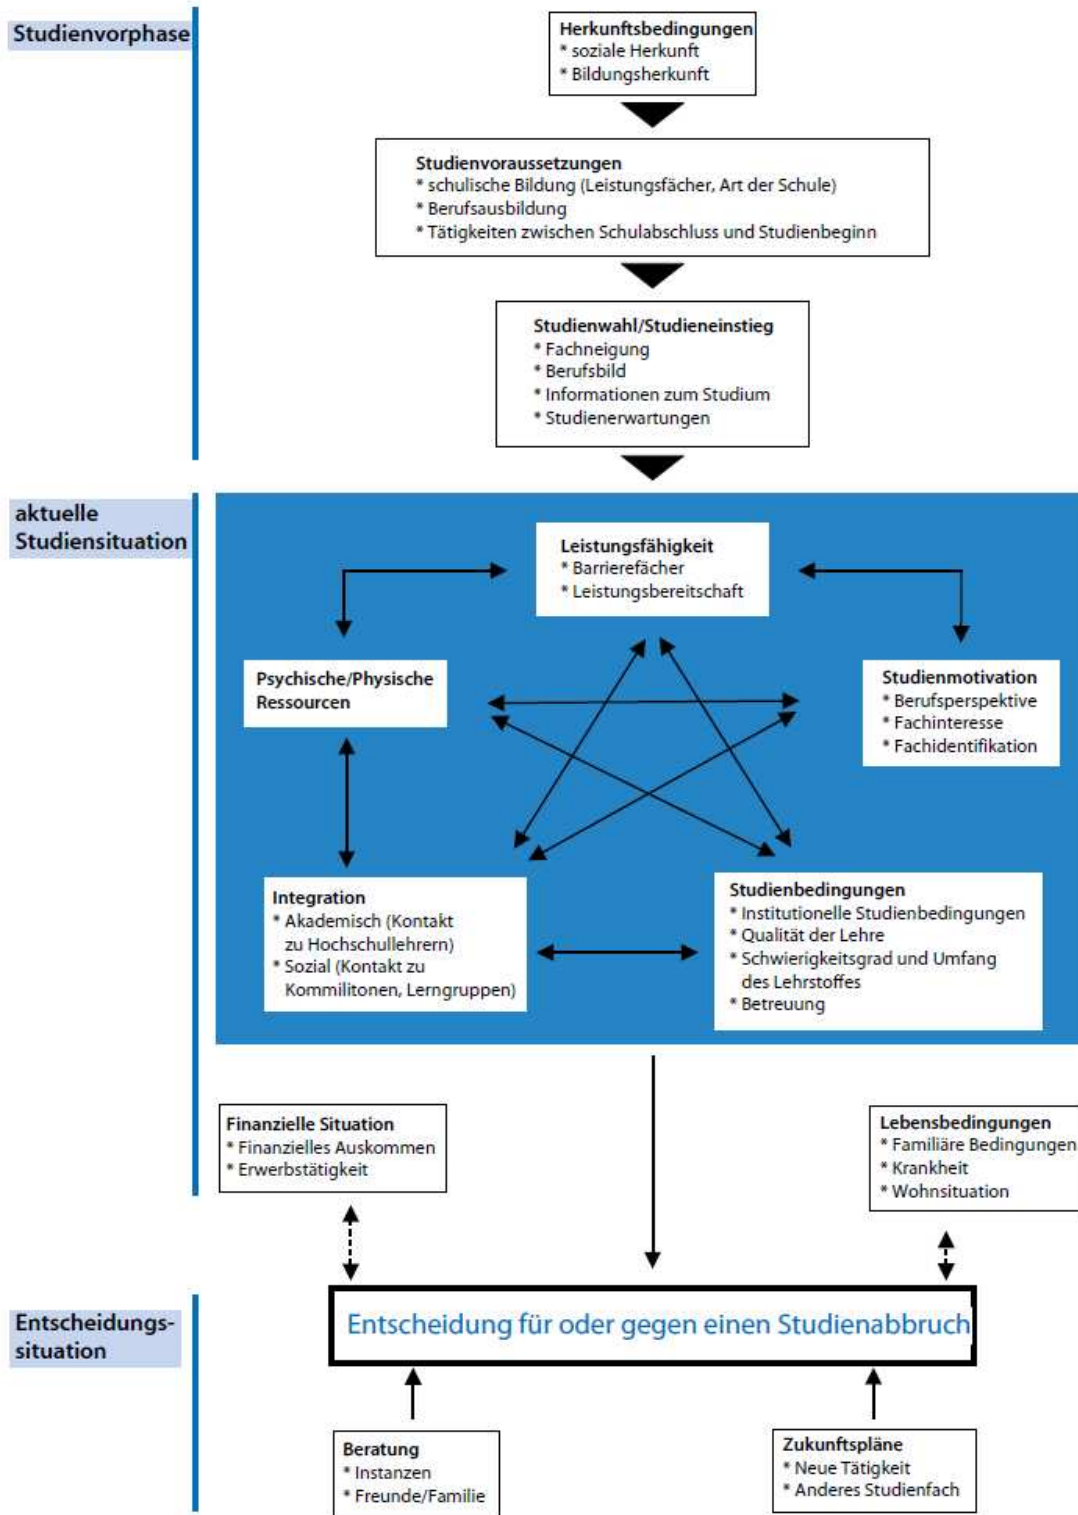 Studienvorphase
Herkunftsbedingungen
* soziale Herkunft
* Bildungsherkunft
Studienvoraussetzungen
* schulische Bildung (Leistungsfächer, Art der Schule)
* Berufsausbildung
* Tätigkeiten zwischen Schulabschluss und Studienbeginn
Studienwahl/Studieneinstieg
* Fachneigung
* Berufsbild
* Informationen zum Studium
* Studienerwartungen
aktuelle
Studiensituation
Leistungsfähigkeit
* Barrierefächer
* Leistungsbereitschaft
Psychische/Physische
Ressourcen
Studienmotivation
* Berufsperspektive
* Fachinteresse
* Fachidentifikation
Integration
* Akademisch (Kontakt
zu Hochschullehrern)
* Sozial (Kontakt zu
Kommilitonen, Lerngruppen)
Studienbedingungen
* Institutionelle Studienbedingungen
* Qualität der Lehre
* Schwierigkeitsgrad und Umfang
des Lehrstoffes
* Betreuung
Finanzielle Situation
* Finanzielles Auskommen
* Erwerbstätigkeit
Lebensbedingungen
* Familiäre Bedingungen
* Krankheit
* Wohnsituation
Entscheidungs-
situation
Entscheidung für oder gegen einen Studienabbruch
Beratung
* Instanzen
* Freunde/Familie
Zukunftspläne
* Neue Tätigkeit
* Anderes Studienfach